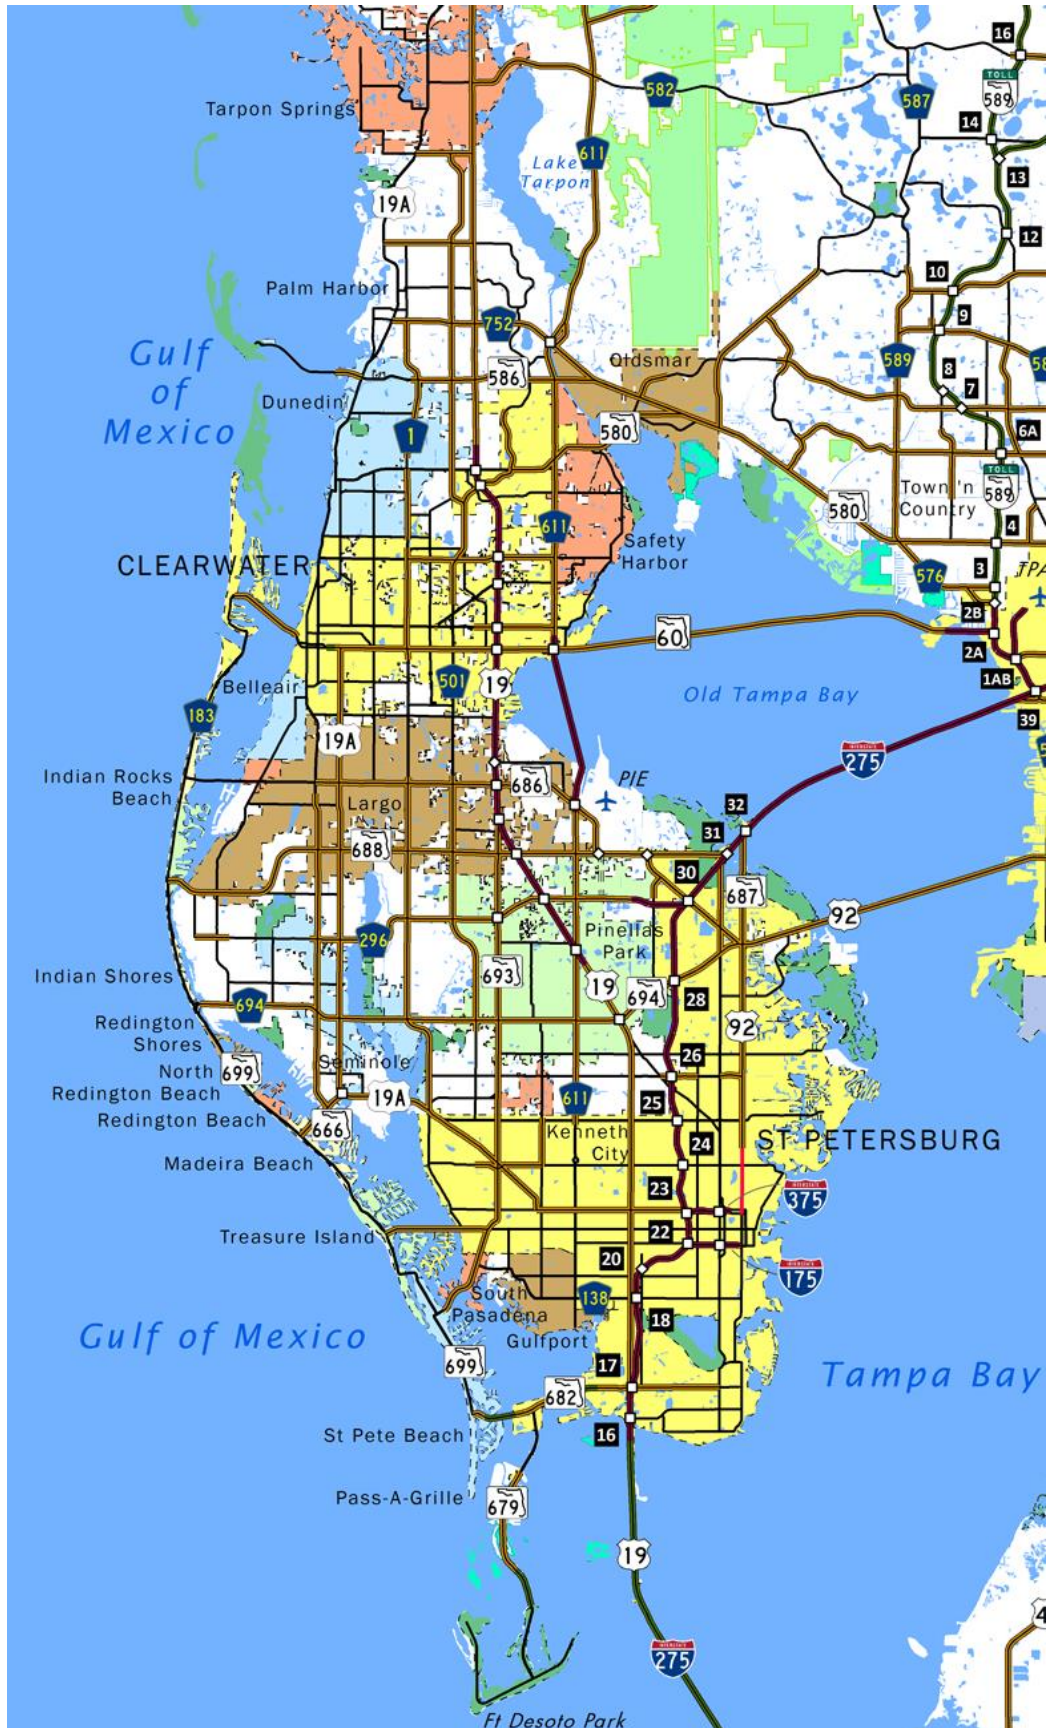 16
TOLL
589
582
587
Tarpon Springs
14
611
Lake
Tarpon
13
19A
12
10
Palm Harbor
9
752
Gulf
of
Mexico
Oldsmar
589
586
8
7
Dunedin
580
1
6A
TOLL
589
Town 'n
Country
580
611
4
Safety
Harbor
CLEARWATER
3
576
TPA
2B
60
2A
Belleair
501
19
1AB
Old Tampa Bay
183
39
19A
275
Indian Rocks
Beach
686
PIE
Largo
32
31
688
30
687
92
296
Pinellas
Park
Indian Shores
693
19
694
28
694
Redington
Shores
92
26
North
Redington Beach
699
Seminole
19A
611
25
Redington Beach
666
Kenneth
City
24
ST PETERSBURG
Madeira Beach
23
375
22
Treasure Island
20
175
South
Pasadena
138
18
Gulf of Mexico
Gulfport
699
17
Tampa Bay
682
St Pete Beach
16
Pass-A-Grille
679
19
275
Ft Desoto Park